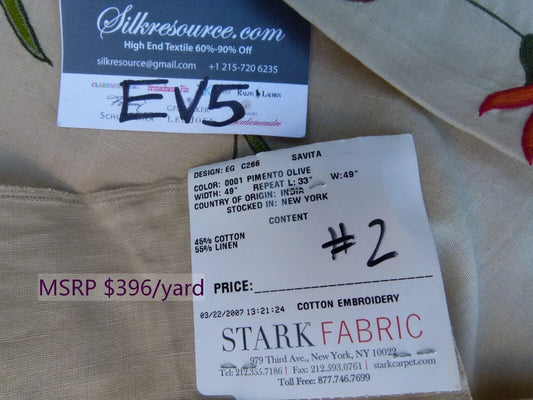 Silkresource.com
High End Textile 60%-90% Off
@gmail.com +1 215-720 6235
RALPH LAUREN
EV5
DESIGN: EG C266 SAVITA
COLOR: 0001 PIMENTO OLIVE
WIDTH: 49" REPEAT L: 33" W:49"
COUNTRY OF ORIGIN: INDIA
STOCKED IN: NEW YORK
CONTENT
45% COTTON
55% LINEN
#2
MSRP $396/yard
PRICE:
03/22/2007 13:21:24 COTTON EMBROIDERY
STARK FABRIC
979 Third Ave., New York, NY 10022
Tel: 212.355.7186 | Fax: 212.593.0761 | starkcarpet.com
Toll Free: 877.746.7699